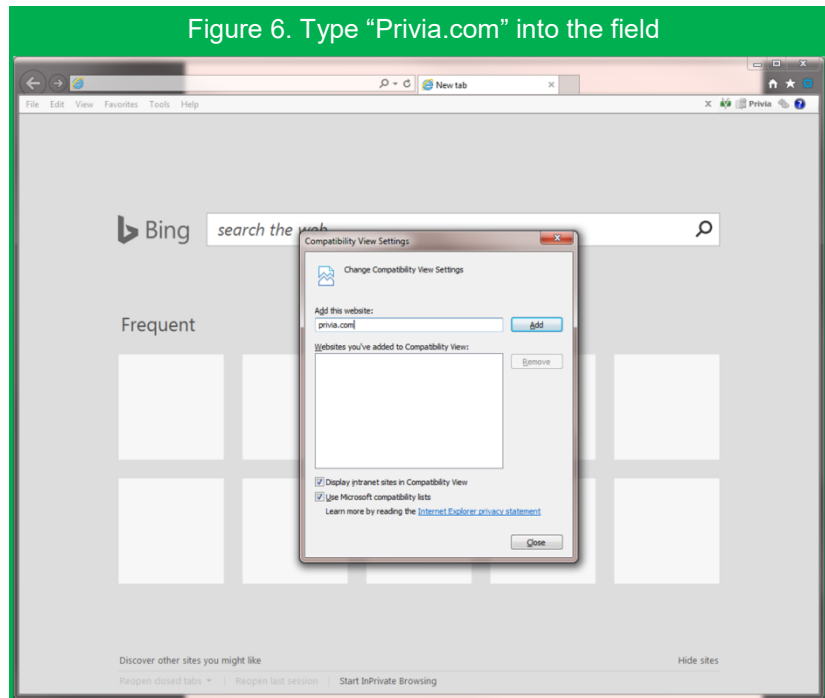 Figure 6. Type “Privia.com” into the field
New tab
File Edit View Favorites Tools Help
x Privia
Bing
search the web
Compatibility View Settings
Change Compatibility View Settings
Add this website:
privia.com
Add
Websites you've added to Compatibility View:
Remove
Frequent
Display intranet sites in Compatibility View
Use Microsoft compatibility lists
Learn more by reading the Internet Explorer privacy statement
Close
Discover other sites you might like
Hide sites
Reopen closed tabs
Reopen last session
Start InPrivate Browsing